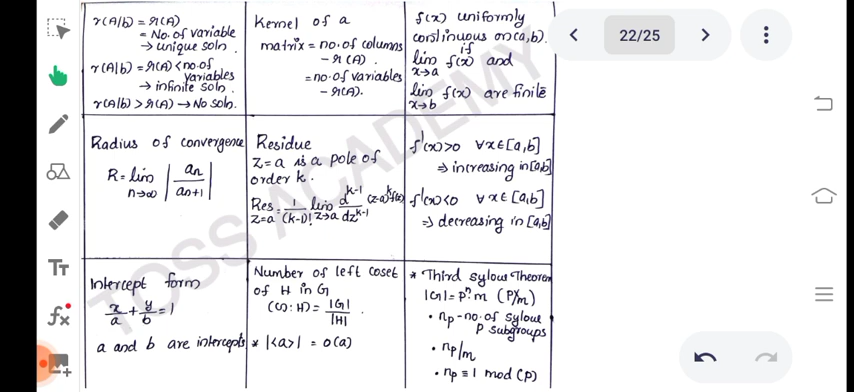 r(A/b) = r(A)
= No. of variable
→ unique soln.
r(A|b) = r(A) < no. of
variables
→ infinite soln.
r(A|b) > r(A) → No soln.
Kernel of a
matrix = no. of columns
- r(A).
= no. of variables
- r(A).
f(x) uniformly
continuous on (a,b).
if
lim f(x) and
x→a
lim f(x) are finite
x→b
22/25
Radius of convergence
R = lim | an / an+1 |
n→∞
Residue
z=a is a pole of
order k.
Res = 1/(k-1)! lim d^k-1/dz^k-1 (z-a)^k f(z)
z=a z→a
f'(x)>0 ∀x∈[a,b]
⇒ increasing in [a,b]
f'(x)<0 ∀x∈[a,b]
⇒ decreasing in [a,b]
Intercept form
x/a + y/b = 1
a and b are intercepts
Number of left coset
of H in G
(G:H) = |G|/|H|.
* |<a>| = o(a)
* Third sylow Theorem
|G| = p^n.m (p∤m)
• np - no. of sylow
p subgroups
• np/m
• np ≡ 1 mod (p)
TOSS ACADEMY
Tт
fx